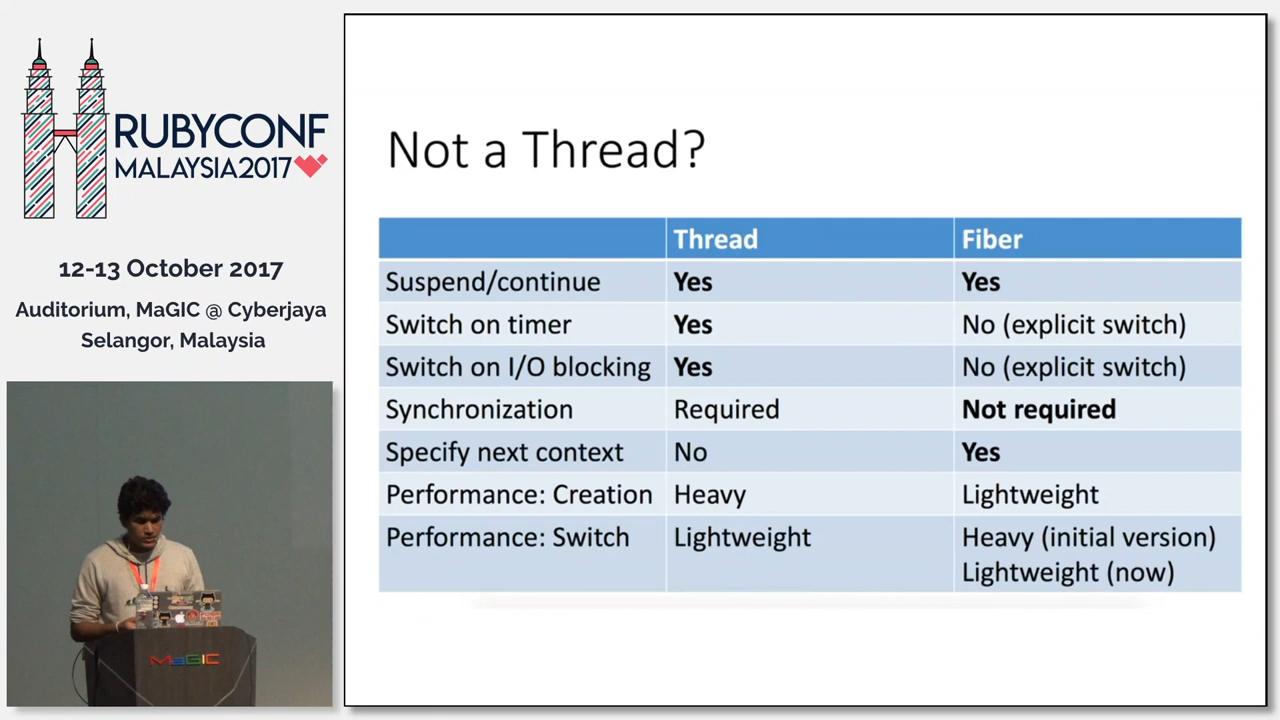 RUBYCONF
MALAYSIA2017
12-13 October 2017
Auditorium, MaGIC @ Cyberjaya
Selangor, Malaysia
MaGIC
Not a Thread?
Thread Fiber
Suspend/continue Yes Yes
Switch on timer Yes No (explicit switch)
Switch on I/O blocking Yes No (explicit switch)
Synchronization Required Not required
Specify next context No Yes
Performance: Creation Heavy Lightweight
Performance: Switch Lightweight Heavy (initial version)
Lightweight (now)